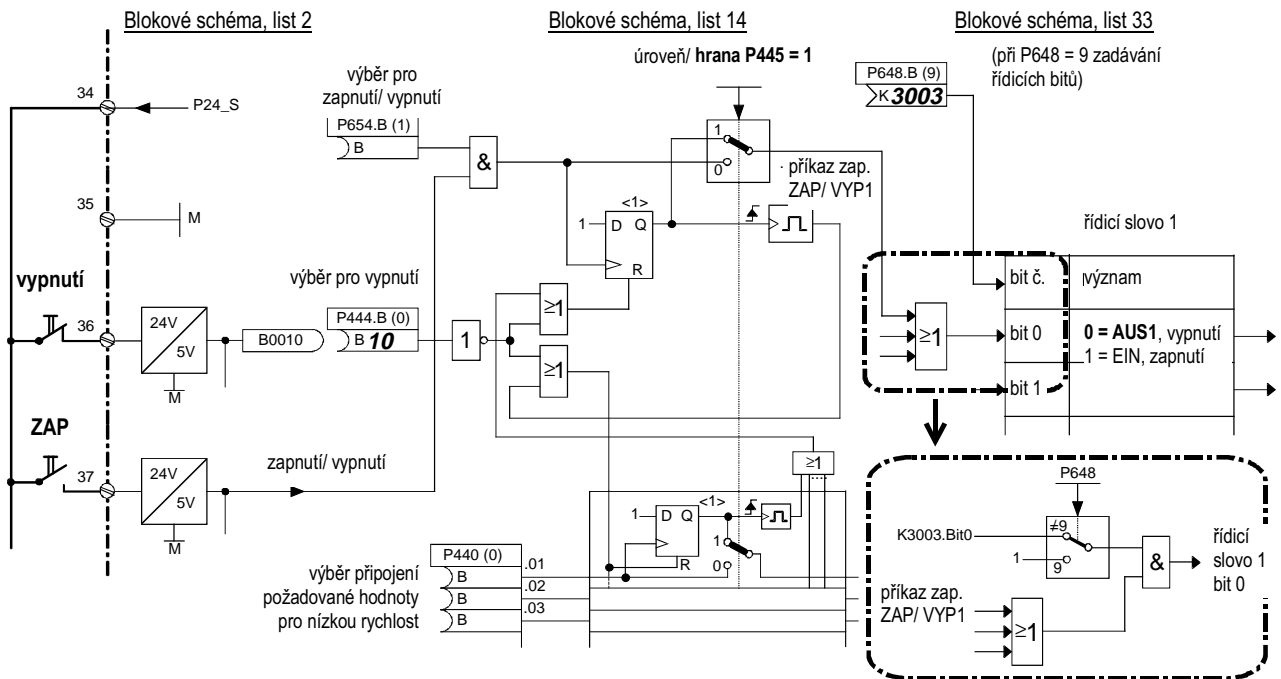 Blokové schéma, list 2
Blokové schéma, list 14
Blokové schéma, list 33
úroveň/ hrana P445 = 1
(při P648 = 9 zadávání
řídicích bitů)
výběr pro
zapnutí/ vypnutí
P648.B (9)
K 3003
34
P24_S
P654.B (1)
B
&
1
0
příkaz zap.
ZAP/ VYP1
35
M
<1>
1
D Q
R
řídicí slovo 1
vypnutí
výběr pro vypnutí
bit č.
význam
36
24V
5V
M
B0010
P444.B (0)
B 10
1
≥1
≥1
≥1
bit 0
0 = AUS1, vypnutí
1 = EIN, zapnutí
bit 1
ZAP
37
24V
5V
M
zapnutí/ vypnutí
≥1
<1>
1
D Q
R
1
0
P648
K3003.Bit0
≠9
1
9
&
řídicí
slovo 1
bit 0
P440 (0)
.01
B
.02
B
.03
B
výběr připojení
požadované hodnoty
pro nízkou rychlost
příkaz zap.
ZAP/ VYP1
≥1